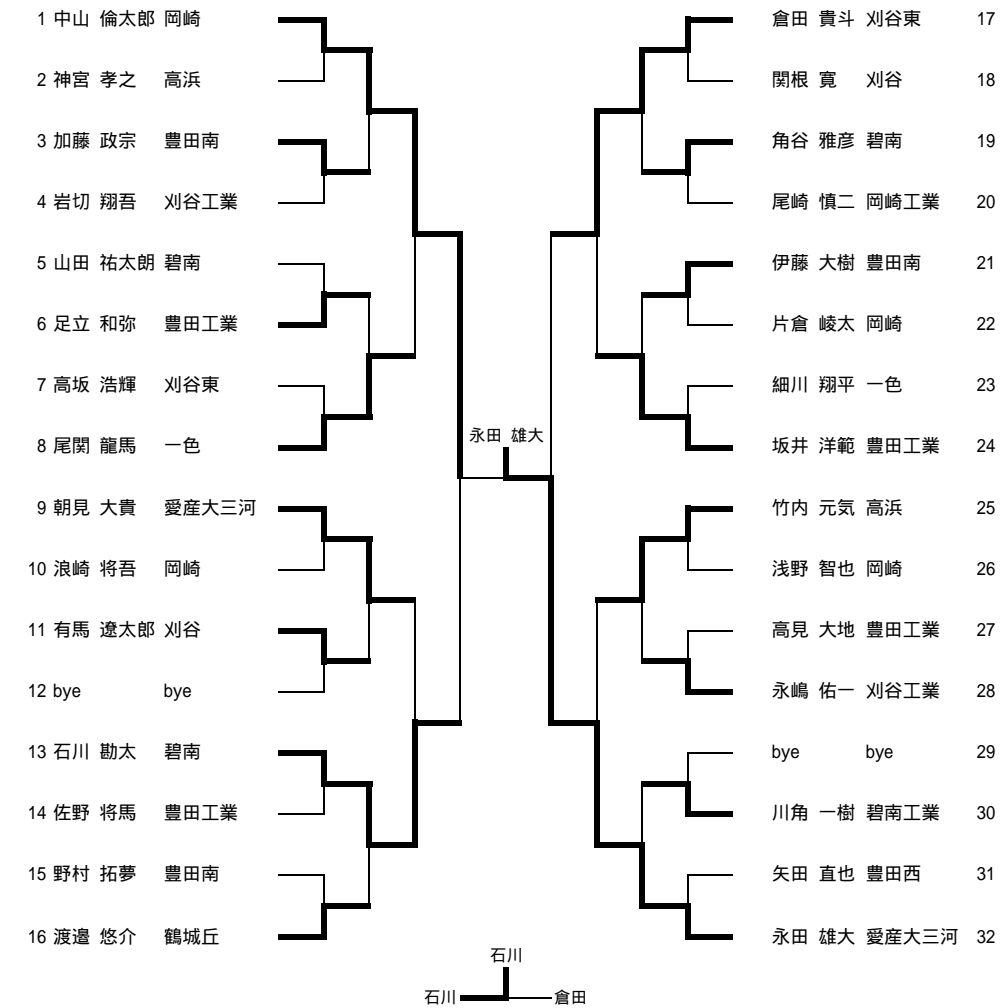 1 中山 倫太郎 岡崎
2 神宮 孝之 高浜
3 加藤 政宗 豊田南
4 岩切 翔吾 刈谷工業
5 山田 祐太朗 碧南
6 足立 和弥 豊田工業
7 高坂 浩輝 刈谷東
8 尾関 龍馬 一色
9 朝見 大貴 愛産大三河
10 浪崎 将吾 岡崎
11 有馬 遼太郎 刈谷
12 bye bye
13 石川 勘太 碧南
14 佐野 将馬 豊田工業
15 野村 拓夢 豊田南
16 渡邉 悠介 鶴城丘
永田 雄大
倉田 貴斗 刈谷東 17
関根 寛 刈谷 18
角谷 雅彦 碧南 19
尾崎 慎二 岡崎工業 20
伊藤 大樹 豊田南 21
片倉 崚太 岡崎 22
細川 翔平 一色 23
坂井 洋範 豊田工業 24
竹内 元気 高浜 25
浅野 智也 岡崎 26
高見 大地 豊田工業 27
永嶋 佑一 刈谷工業 28
bye bye 29
川角 一樹 碧南工業 30
矢田 直也 豊田西 31
永田 雄大 愛産大三河 32
石川
石川 倉田